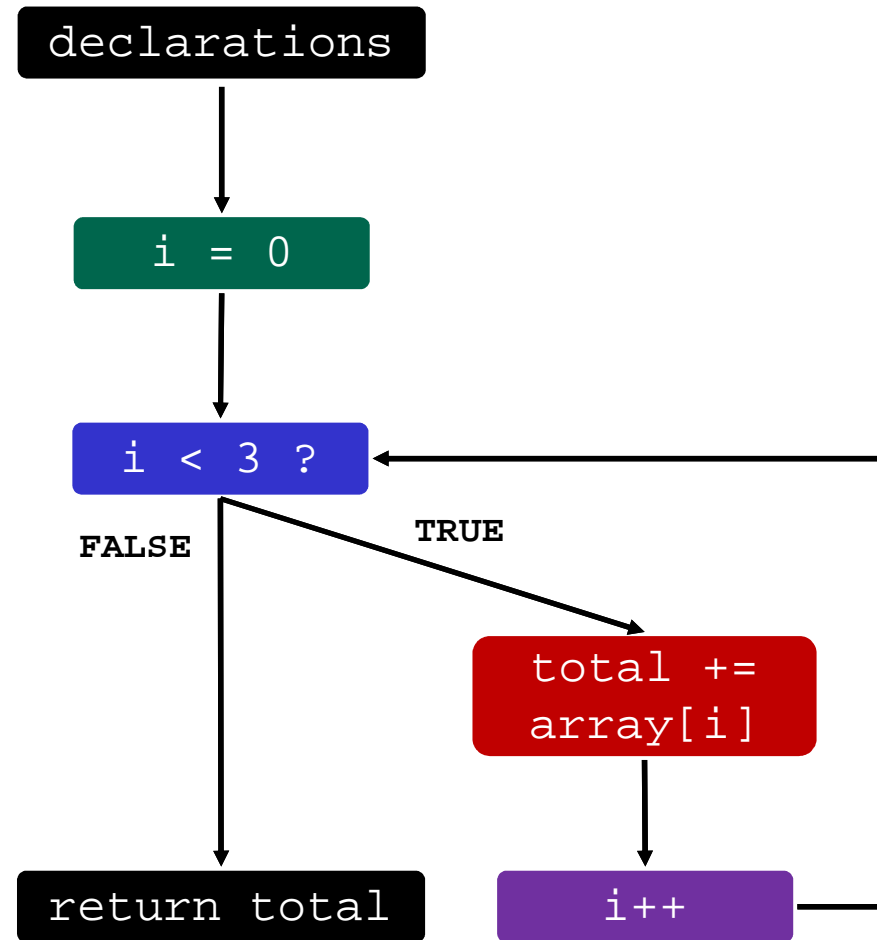 declarations
i = 0
i < 3 ?
FALSE
TRUE
total +=
array[i]
return total
i++